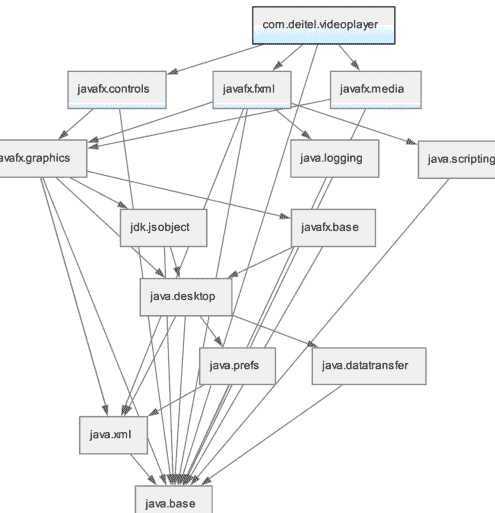 com.deitel.videoplayer
javafx.controls
javafx.fxml
javafx.media
avafx.graphics
java.logging
java.scripting
jdk.jsobject
javafx.base
java.desktop
java.prefs
java.datatransfer
java.xml
java.base